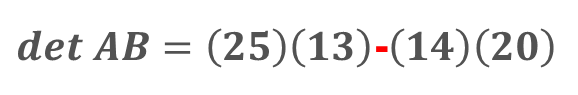 det AB = (25)(13)-(14)(20)